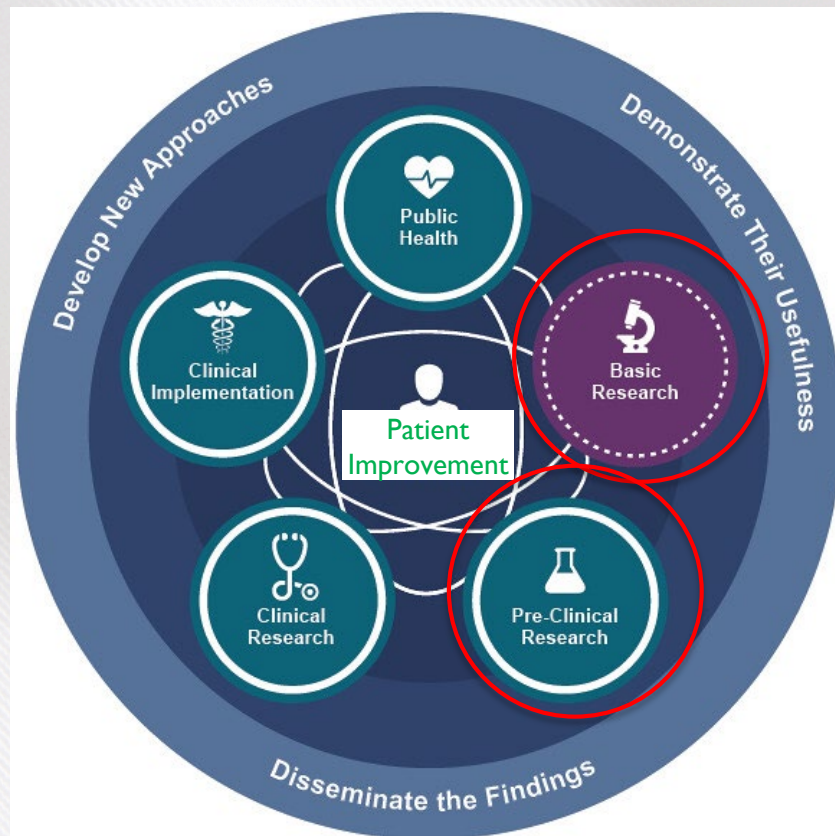 Develop New Approaches
Demonstrate Their Usefulness
Public
Health
Clinical
Implementation
Basic
Research
Patient
Improvement
Clinical
Research
Pre-Clinical
Research
Disseminate the Findings